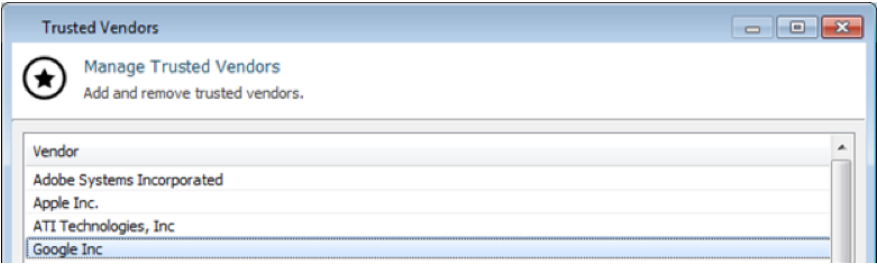 Trusted Vendors
Manage Trusted Vendors
Add and remove trusted vendors.
Vendor
Adobe Systems Incorporated
Apple Inc.
ATI Technologies, Inc
Google Inc